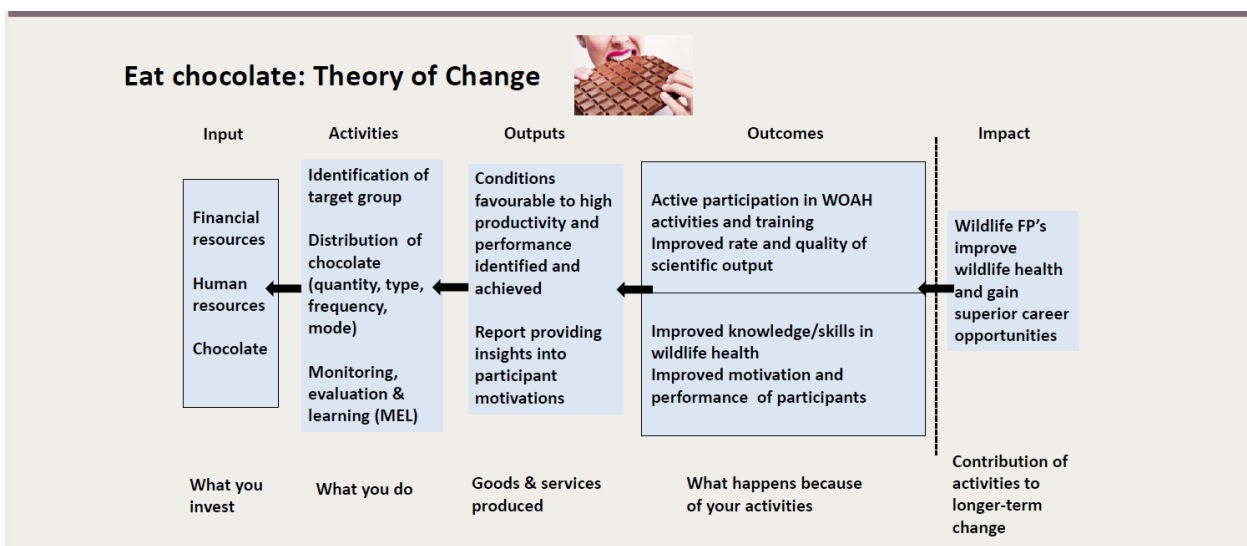 Eat chocolate: Theory of Change
Input
Activities
Outputs
Outcomes
Impact
Financial
resources
Human
resources
Chocolate
Identification of
target group
Distribution of
chocolate
(quantity, type,
frequency,
mode)
Monitoring,
evaluation &
learning (MEL)
Conditions
favourable to high
productivity and
performance
identified and
achieved
Report providing
insights into
participant
motivations
Active participation in WOAH
activities and training
Improved rate and quality of
scientific output
Improved knowledge/skills in
wildlife health
Improved motivation and
performance of participants
Wildlife FP's
improve
wildlife health
and gain
superior career
opportunities
What you
invest
What you do
Goods & services
produced
What happens because
of your activities
Contribution of
activities to
longer-term
change